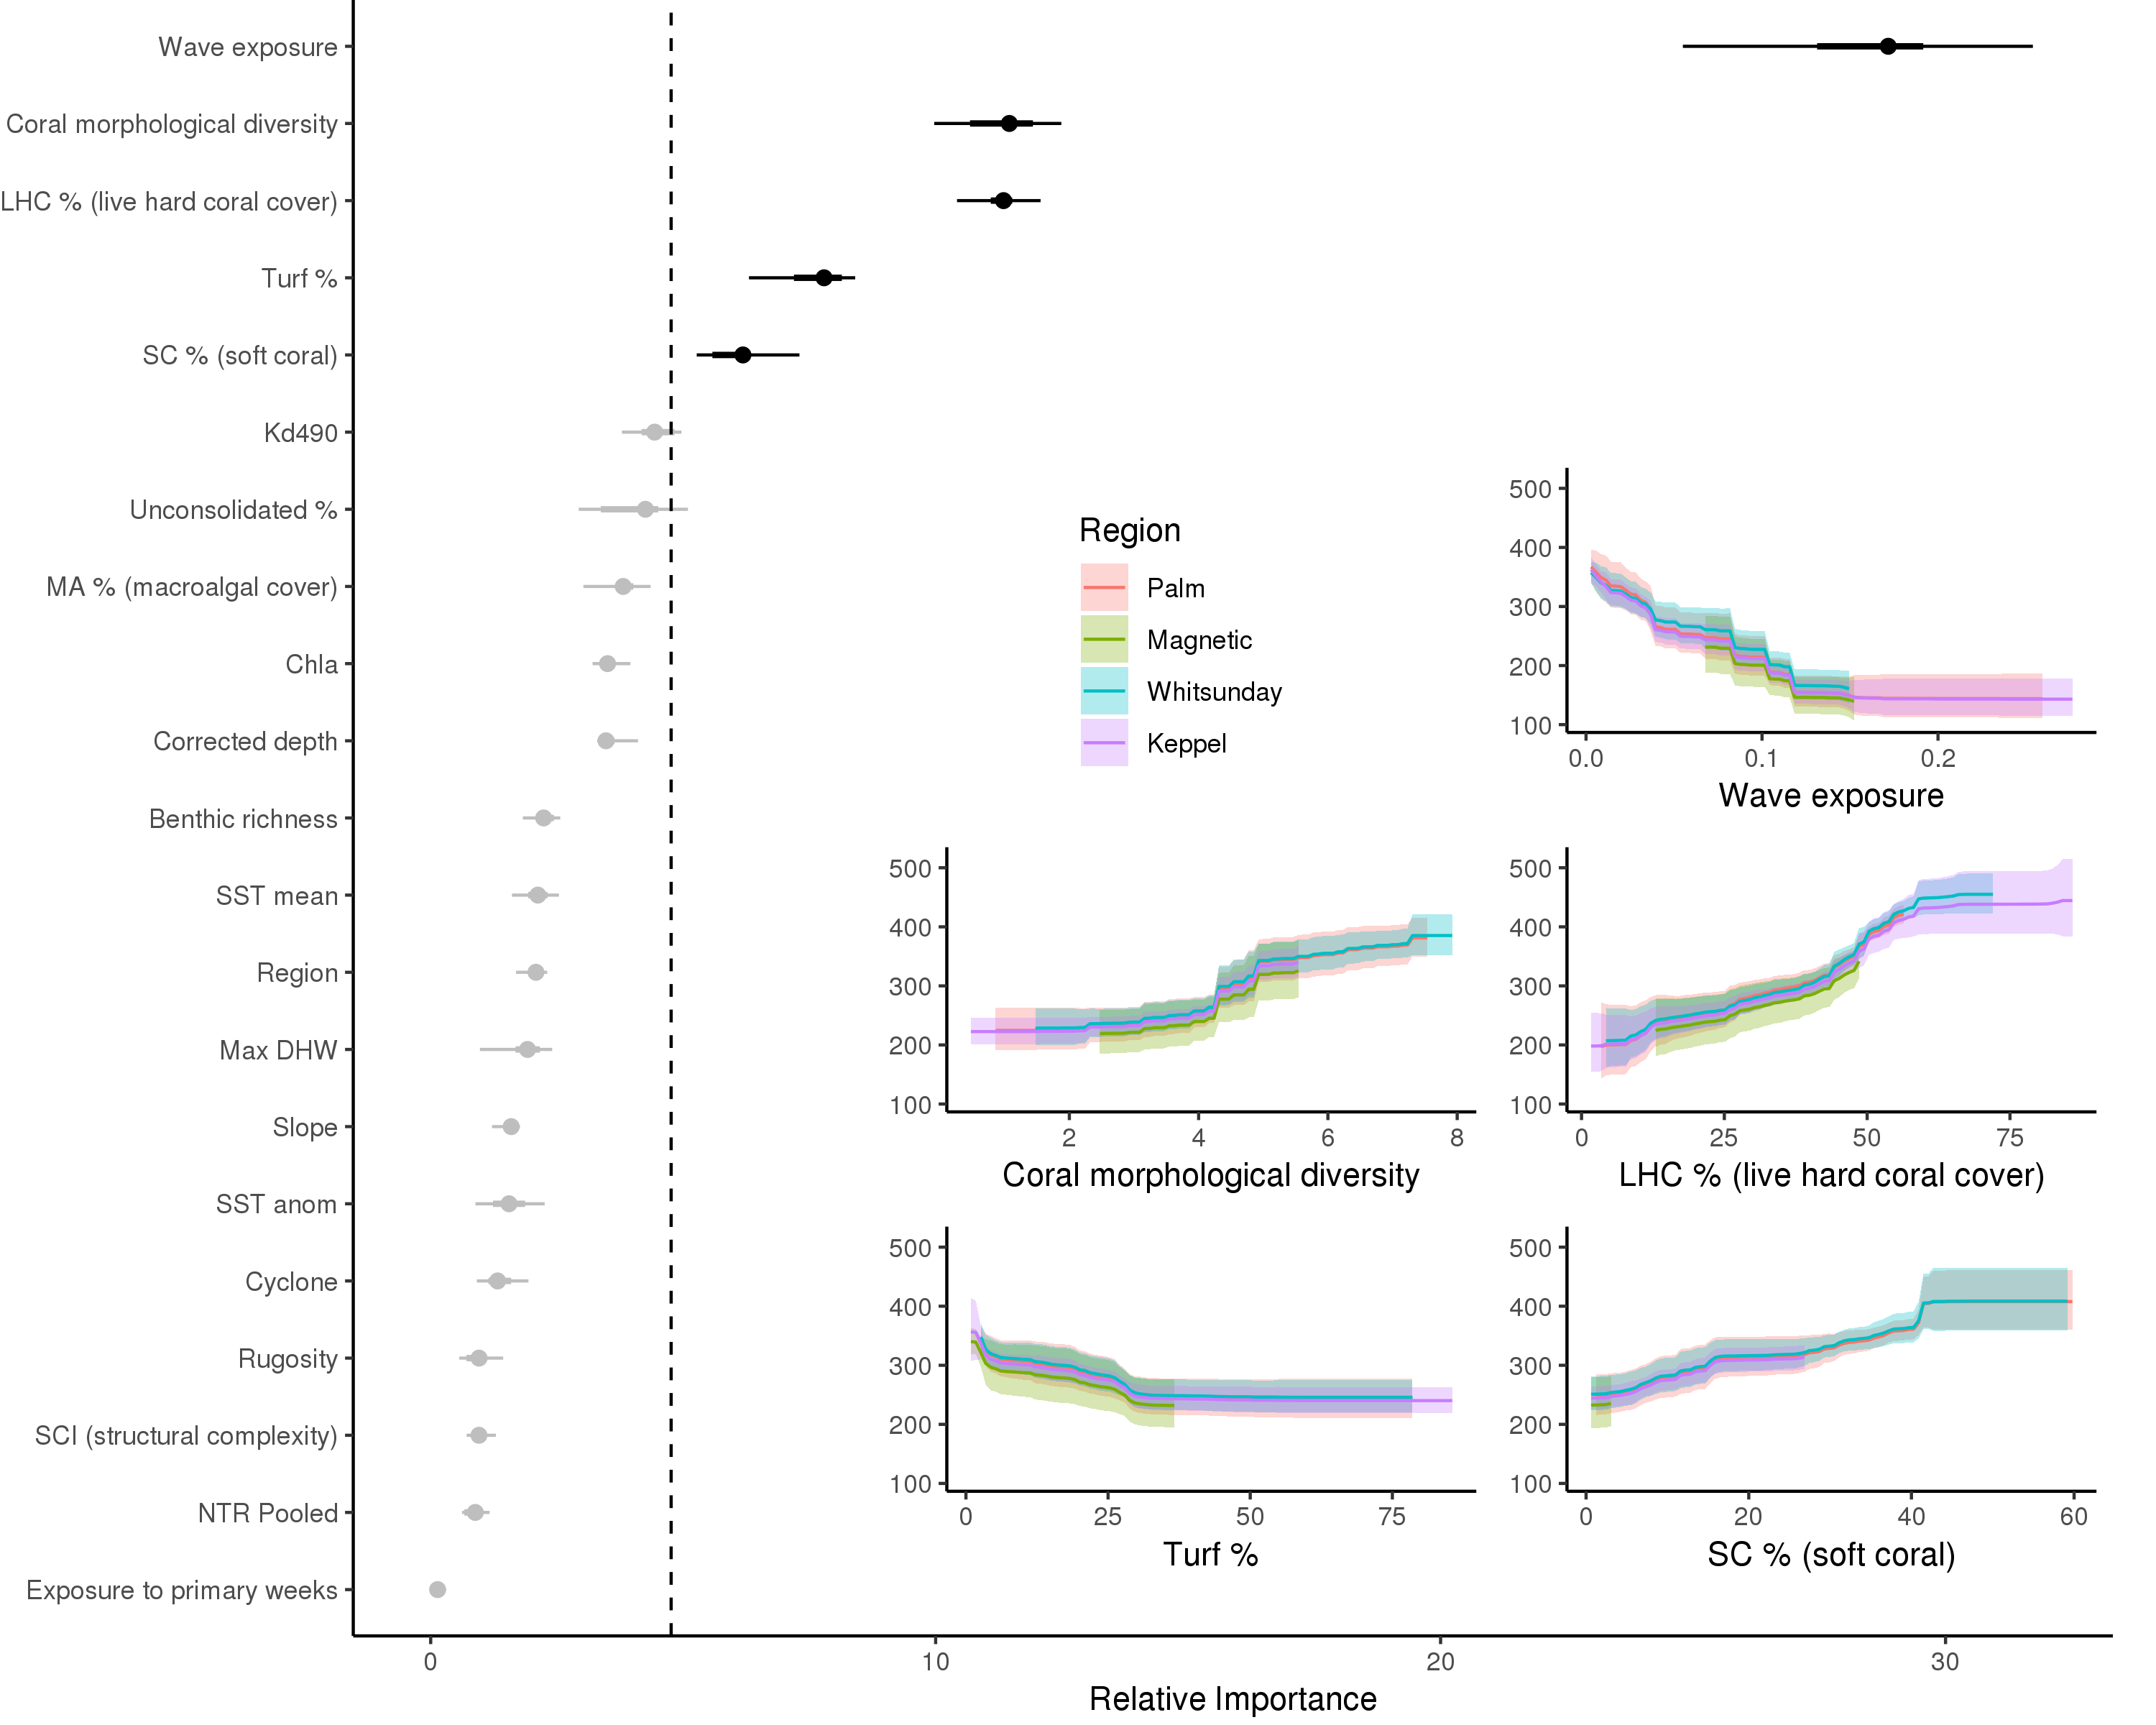 Wave exposure
Coral morphological diversity
LHC % (live hard coral cover)
Turf %
SC % (soft coral)
Kd490
Unconsolidated %
MA % (macroalgal cover)
Chla
Corrected depth
Benthic richness
SST mean
Region
Max DHW
Slope
SST anom
Cyclone
Rugosity
SCI (structural complexity)
NTR Pooled
Exposure to primary weeks
0 10 20 30
Relative Importance
Region
Palm
Magnetic
Whitsunday
Keppel
500
400
300
200
100
0.0 0.1 0.2
Wave exposure
500
400
300
200
100
2 4 6 8
Coral morphological diversity
500
400
300
200
100
0 25 50 75
LHC % (live hard coral cover)
500
400
300
200
100
0 25 50 75
Turf %
500
400
300
200
100
0 20 40 60
SC % (soft coral)